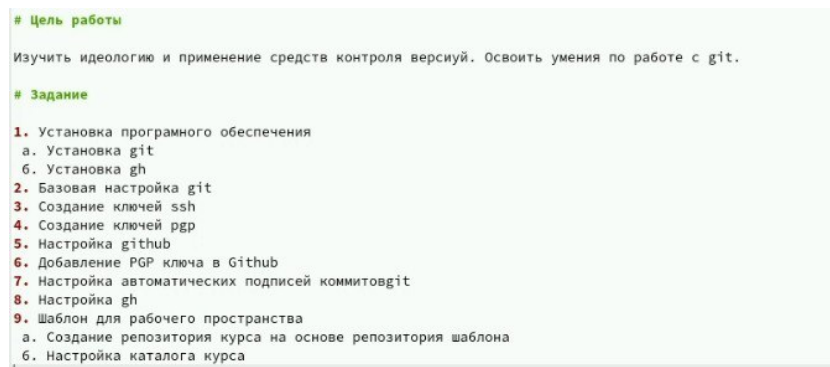 # Цель работы
Изучить идеологию и применение средств контроля версиуй. Освоить умения по работе с git.
# Задание
1. Установка програмного обеспечения
а. Установка git
б. Установка gh
2. Базовая настройка git
3. Создание ключей ssh
4. Создание ключей pgp
5. Настройка github
6. Добавление PGP ключа в Github
7. Настройка автоматических подписей коммитовgit
8. Настройка gh
9. Шаблон для рабочего пространства
а. Создание репозитория курса на основе репозитория шаблона
б. Настройка каталога курса